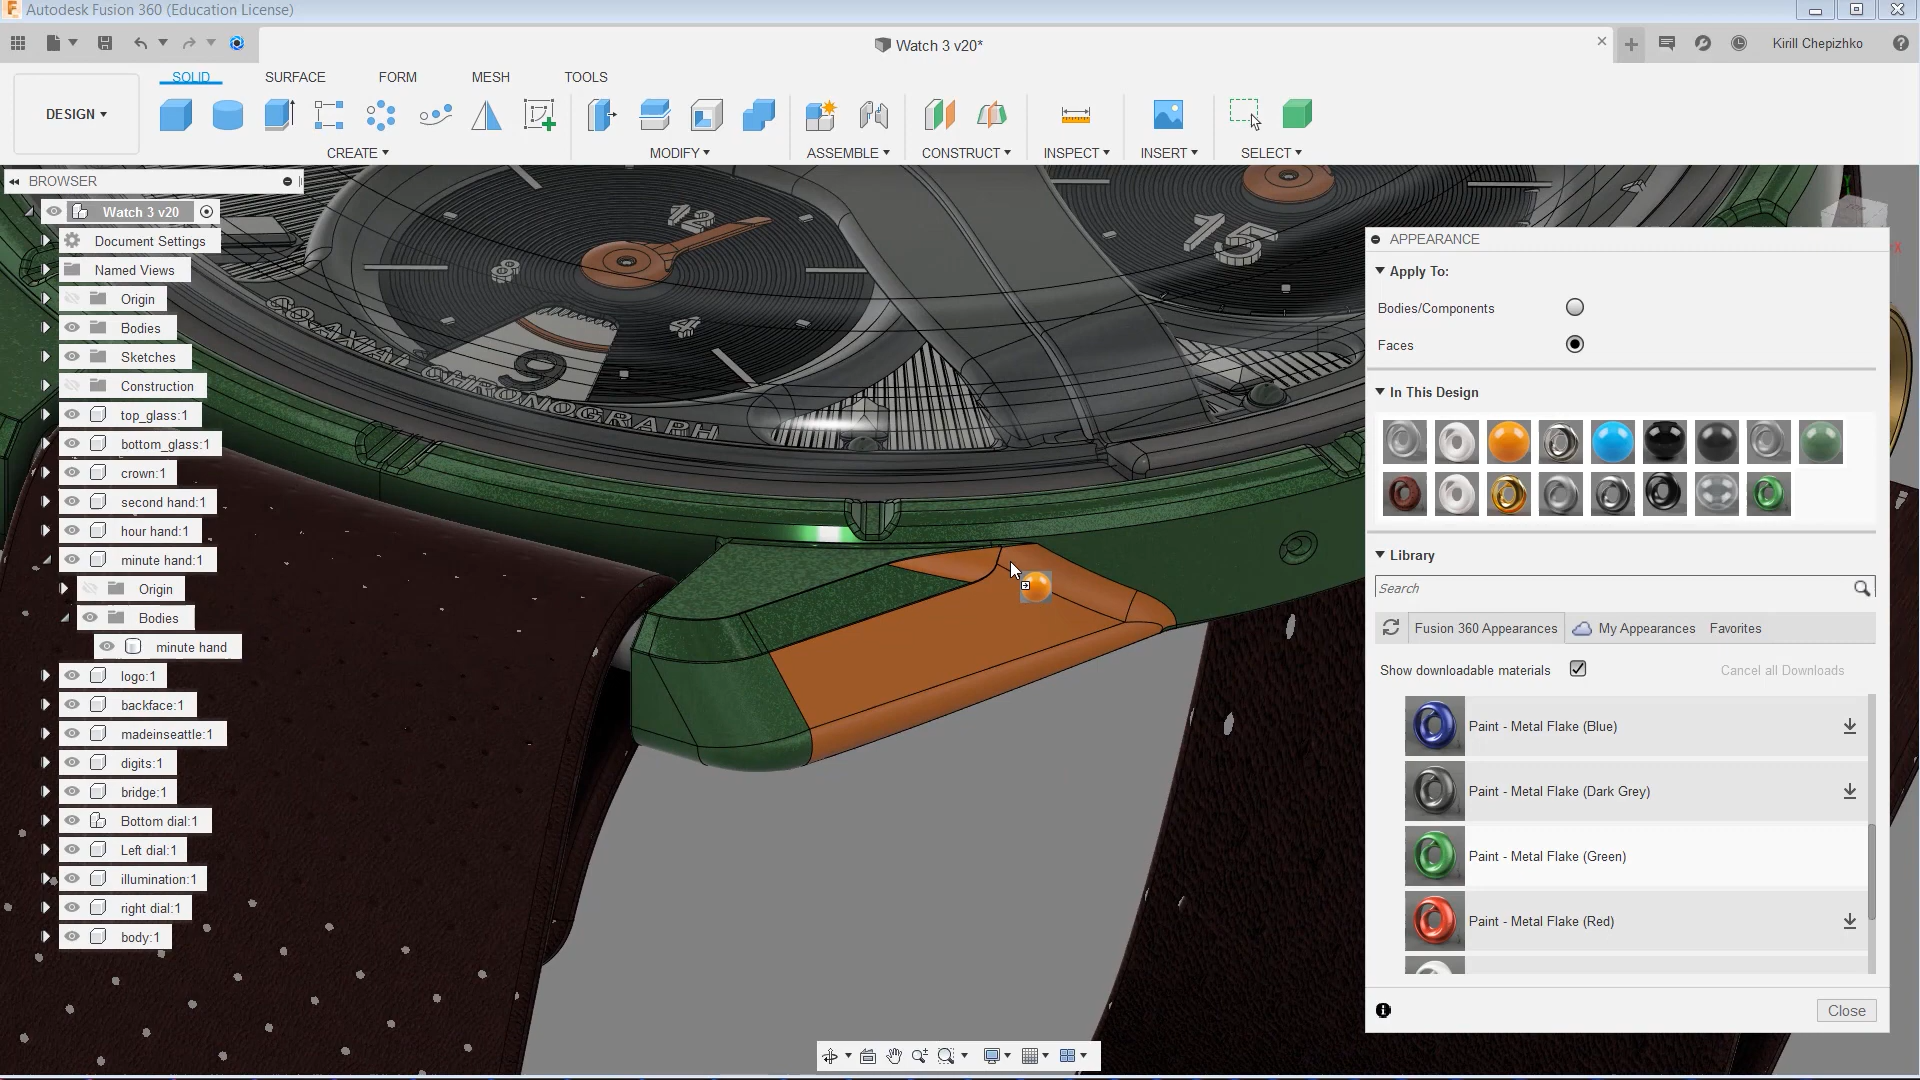 Autodesk Fusion 360 (Education License)
Watch 3 v20*
Kirill Chepizhko
SOLID
SURFACE
FORM
MESH
TOOLS
DESIGN
CREATE
MODIFY
ASSEMBLE
CONSTRUCT
INSPECT
INSERT
SELECT
BROWSER
Watch 3 v20
Document Settings
Named Views
Origin
Bodies
Sketches
Construction
top_glass:1
bottom_glass:1
crown:1
second hand:1
hour hand:1
minute hand:1
Origin
Bodies
minute hand
logo:1
backface:1
madeinseattle:1
digits:1
bridge:1
Bottom dial:1
Left dial:1
illumination:1
right dial:1
body:1
12
8
4
9
15
CO-AXIAL CHRONOGRAPH
X
APPEARANCE
Apply To:
Bodies/Components
Faces
In This Design
Library
Search
Fusion 360 Appearances
My Appearances
Favorites
Show downloadable materials
Cancel all Downloads
Paint - Metal Flake (Blue)
Paint - Metal Flake (Dark Grey)
Paint - Metal Flake (Green)
Paint - Metal Flake (Red)
Close